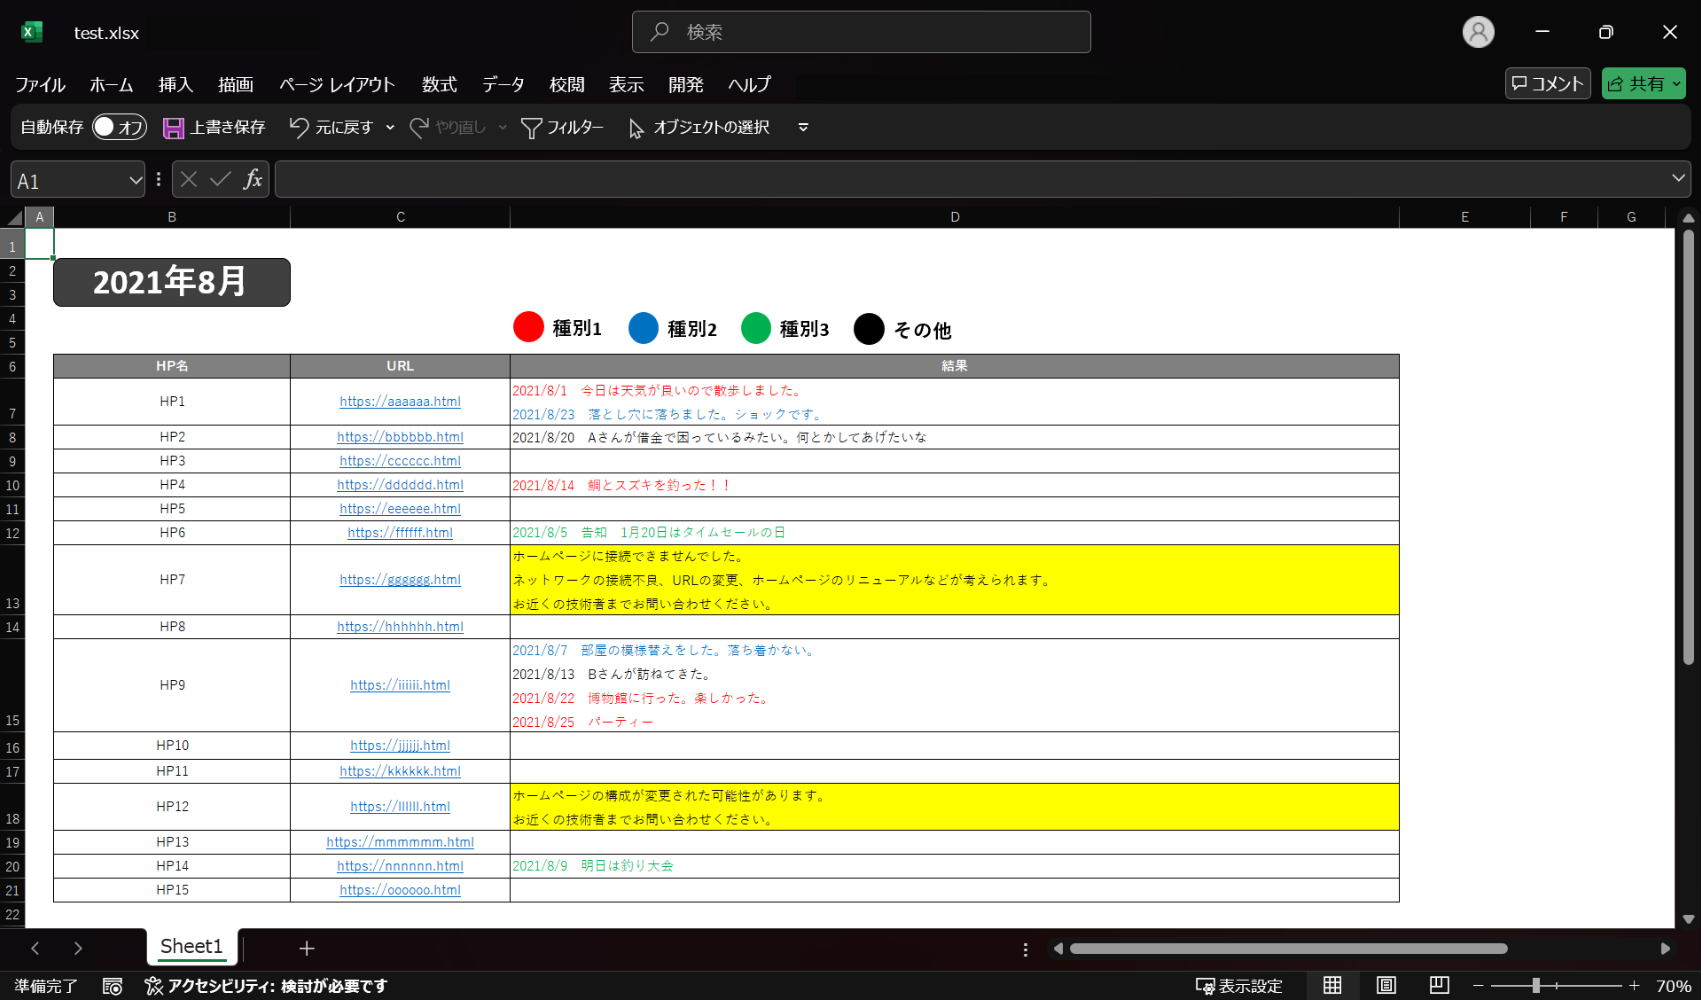 test.xlsx
検索
ファイル ホーム 挿入 描画 ページ レイアウト 数式 データ 校閲 表示 開発 ヘルプ コメント 共有
自動保存 オフ 上書き保存 元に戻す やり直し フィルター オブジェクトの選択
A1 fx
A B C D E F G
1
2 2021年8月
3
4 種別1 種別2 種別3 その他
5
6 HP名 URL 結果
2021/8/1 今日は天気が良いので散歩しました。
HP1 https://aaaaaa.html
7 2021/8/23 落とし穴に落ちました。ショックです。
8 HP2 https://bbbbbb.html 2021/8/20 Aさんが借金で困っているみたい。何とかしてあげたいな
9 HP3 https://cccccc.html
10 HP4 https://dddddd.html 2021/8/14 鯛とスズキを釣った！！
11 HP5 https://eeeeee.html
12 HP6 https://ffffff.html 2021/8/5 告知 1月20日はタイムセールの日
ホームページに接続できませんでした。
HP7 https://gggggg.html ネットワークの接続不良、URLの変更、ホームページのリニューアルなどが考えられます。
13 お近くの技術者までお問い合わせください。
14 HP8 https://hhhhhh.html
2021/8/7 部屋の模様替えをした。落ち着かない。
2021/8/13 Bさんが訪ねてきた。
HP9 https://iiiiii.html
2021/8/22 博物館に行った。楽しかった。
15 2021/8/25 パーティー
16 HP10 https://jjjjjj.html
17 HP11 https://kkkkkk.html
ホームページの構成が変更された可能性があります。
HP12 https://llllll.html
18 お近くの技術者までお問い合わせください。
19 HP13 https://mmmmmm.html
20 HP14 https://nnnnnn.html 2021/8/9 明日は釣り大会
21 HP15 https://oooooo.html
22
Sheet1
準備完了 アクセシビリティ: 検討が必要です 表示設定 70%